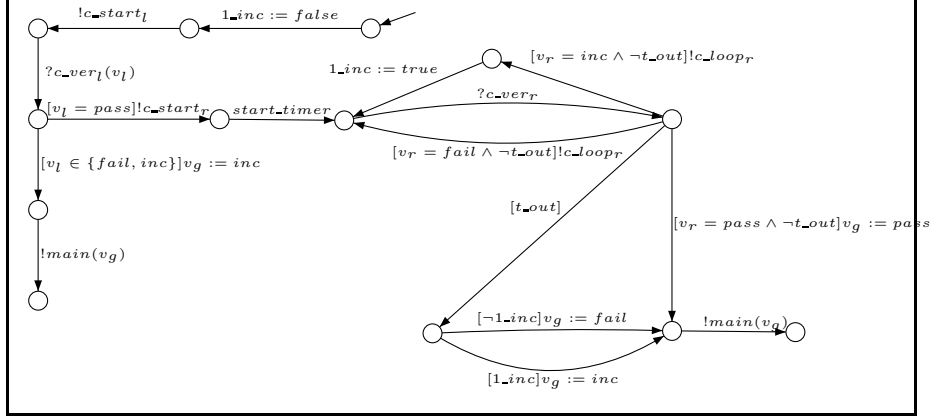 !c_start_l
1_inc := false
[v_r = inc ∧ ¬t_out]!c_loop_r
1_inc := true
?c_ver_l(v_l)
?c_ver_r
[v_l = pass]!c_start_r
start_timer
[v_r = fail ∧ ¬t_out]!c_loop_r
[v_l ∈ {fail, inc}]v_g := inc
[t_out]
[v_r = pass ∧ ¬t_out]v_g := pass
!main(v_g)
[¬1_inc]v_g := fail
!main(v_g)
[1_inc]v_g := inc